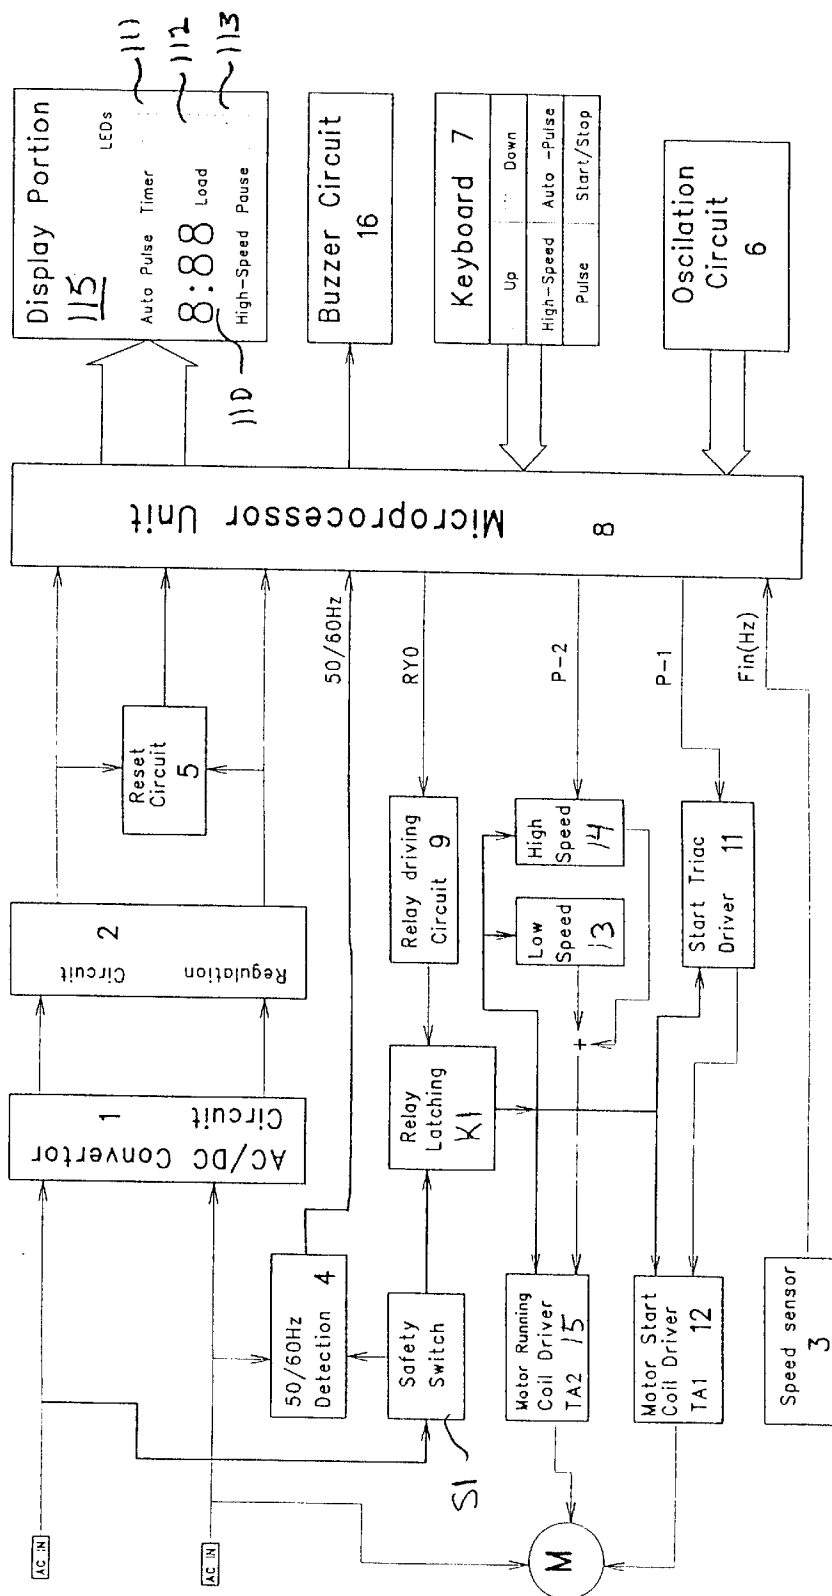 AC IN
AC IN
AC/DC Convertor
Circuit
1
Regulation
Circuit
2
Reset
Circuit
5
50/60Hz
Detection 4
Safety
Switch
S1
Relay
Latching
K1
Relay driving
Circuit 9
Low
Speed
13
High
Speed
14
+
Motor Running
Coil Driver
TA2 15
Motor Start
Coil Driver
TA1 12
Start Triac
Driver 11
Speed sensor
3
M
50/60Hz
RYO
P-2
P-1
Fin(Hz)
Microprocessor Unit
8
Display Portion
115
LEDs
Auto Pulse Timer
8:88 Load
High-Speed Pause
110
111
112
113
Buzzer Circuit
16
Keyboard 7
Up Down
High-Speed Auto -Pulse
Pulse Start/Stop
Oscilation
Circuit
6